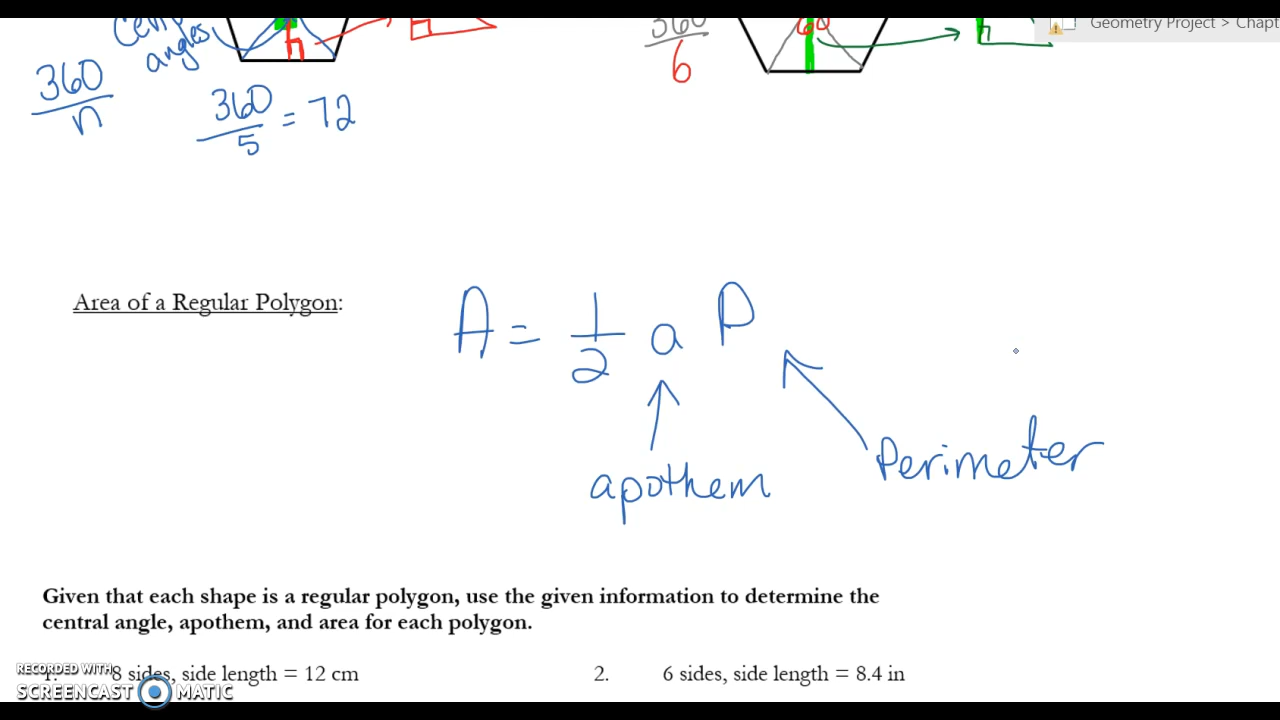 Geometry Project > Chapt
angles
360
n
360
5
= 72
360
6
60
Area of a Regular Polygon:
A = 1/2 a P
apothem
Perimeter
Given that each shape is a regular polygon, use the given information to determine the
central angle, apothem, and area for each polygon.
1. 8 sides, side length = 12 cm
2. 6 sides, side length = 8.4 in
RECORDED WITH
SCREENCAST MATIC